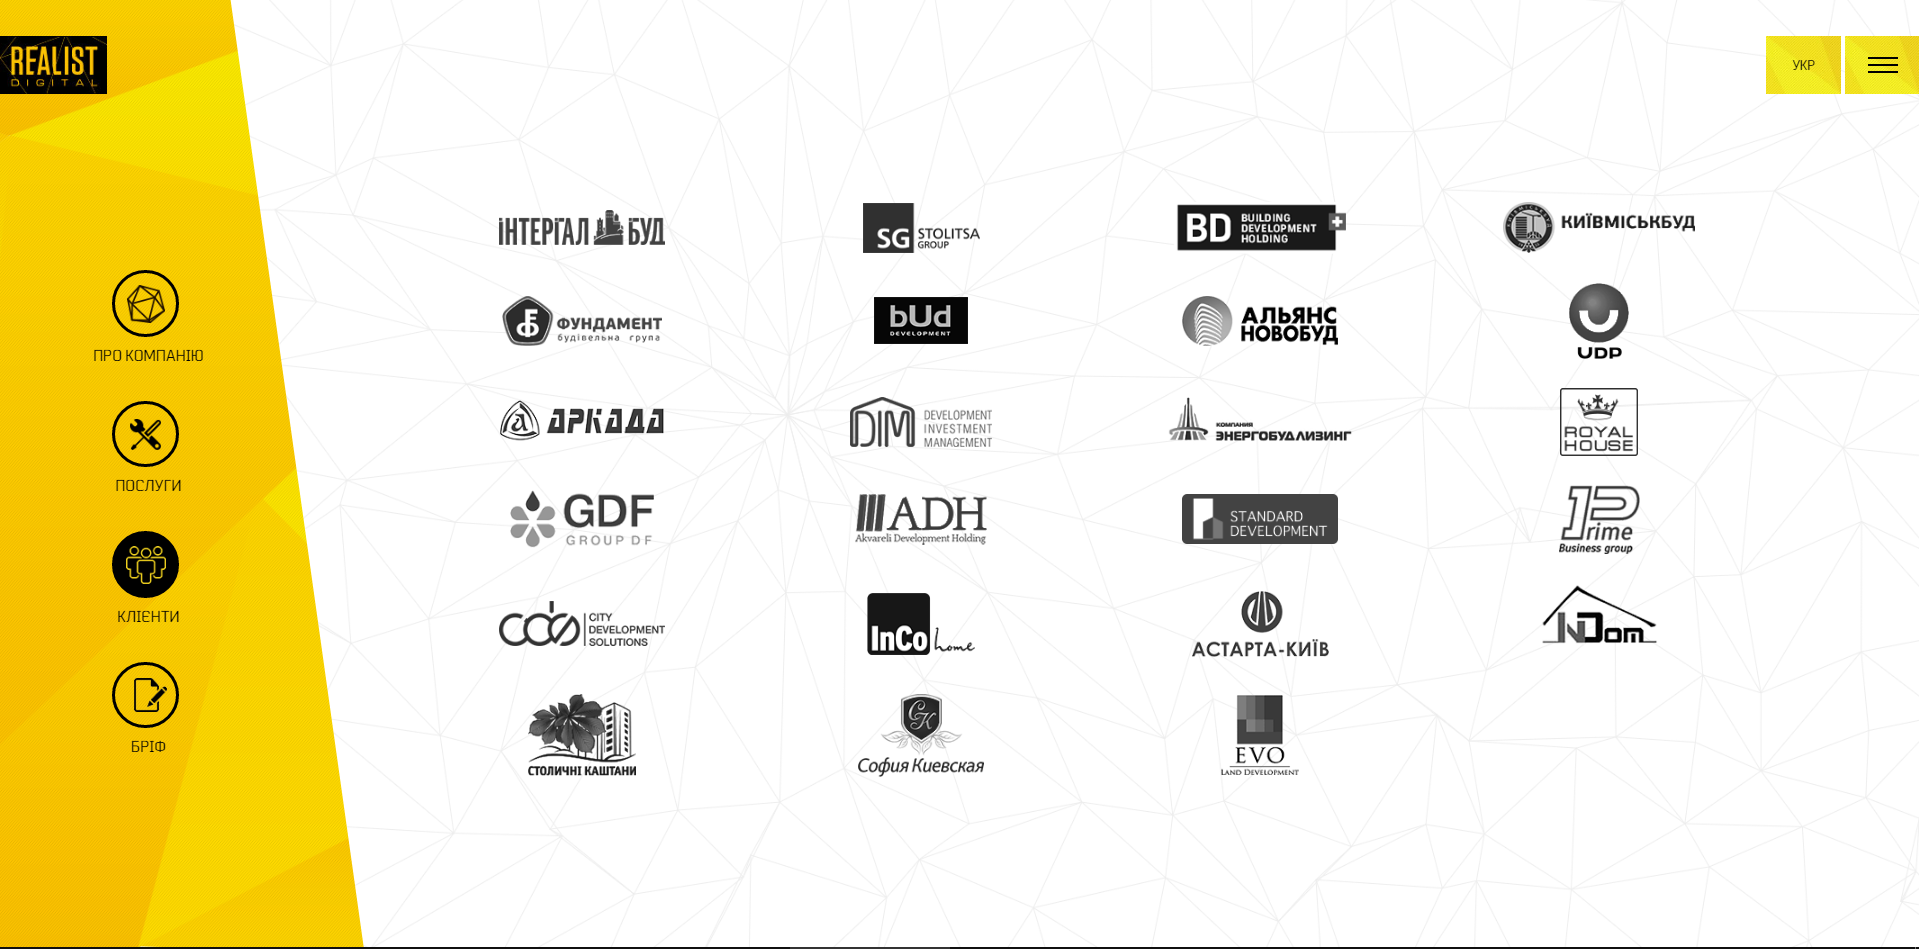 REALIST
DIGITAL
УКР
ПРО КОМПАНІЮ
ПОСЛУГИ
КЛІЄНТИ
БРІФ
ІНТЕРГАЛ БУД
SG STOLITSA
GROUP
BD BUILDING
DEVELOPMENT
HOLDING
КИЇВМІСЬКБУД
ФУНДАМЕНТ
будівельна група
bUd
DEVELOPMENT
АЛЬЯНС
НОВОБУД
UDP
АРКАДА
DIM DEVELOPMENT
INVESTMENT
MANAGEMENT
КОМПАНИЯ
ЭНЕРГОБУДЛИЗИНГ
ROYAL
HOUSE
GDF
GROUP DF
ADH
Akvareli Development Holding
STANDARD
DEVELOPMENT
Prime
Business group
cds CITY
DEVELOPMENT
SOLUTIONS
InCo home
АСТАРТА-КИЇВ
InDom
СТОЛИЧНІ КАШТАНИ
СК
София Киевская
EVO
LAND DEVELOPMENT